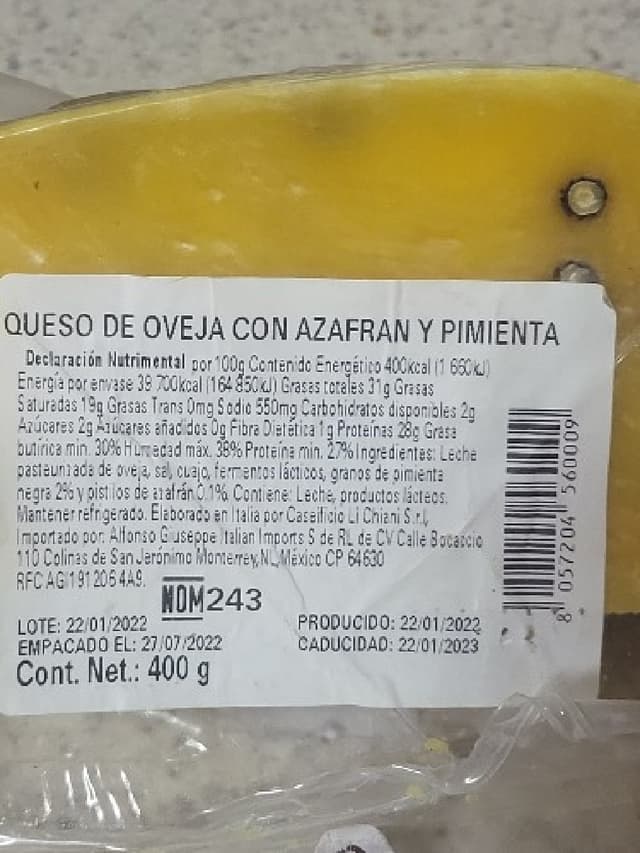 QUESO DE OVEJA CON AZAFRAN Y PIMIENTA
Declaración Nutrimental por 100g Contenido Energético 400kcal (1 660kJ)
Energía por envase 39 700kcal (164 850kJ) Grasas totales 31g Grasas
Saturadas 19g Grasas Trans 0mg Sodio 550mg Carbohidratos disponibles 2g
Azúcares 2g Azúcares añadidos 0g Fibra Dietética 1g Proteínas 28g Grasa
butírica min. 30% Humedad máx. 38% Proteína min. 27% Ingredientes: Leche
pasteurizada de oveja, sal, cuajo, fermentos lácticos, granos de pimienta
negra 2% y pistilos de azafrán 0.1%. Contiene: Leche, productos lácteos.
Mantener refrigerado. Elaborado en Italia por Caseificio Li Chiani S.r.l,
Importado por: Alfonso Giuseppe Italian Imports S de RL de CV Calle Bocaccio
110 Colinas de San Jerónimo Monterrey, NL, México CP 64630
RFC AGI191205 4A9.
NOM243
LOTE: 22/01/2022 PRODUCIDO: 22/01/2022
EMPACADO EL: 27/07/2022 CADUCIDAD: 22/01/2023
Cont. Net.: 400 g
8 057204 560009